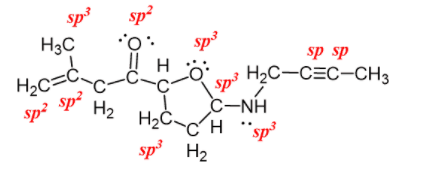 sp³ sp²
H₃C O sp³
H O sp³ H₂C—C≡C—CH₃ sp sp
H₂C C C C C—NH
sp² sp² H₂ H₂C C H sp³
sp³ H₂